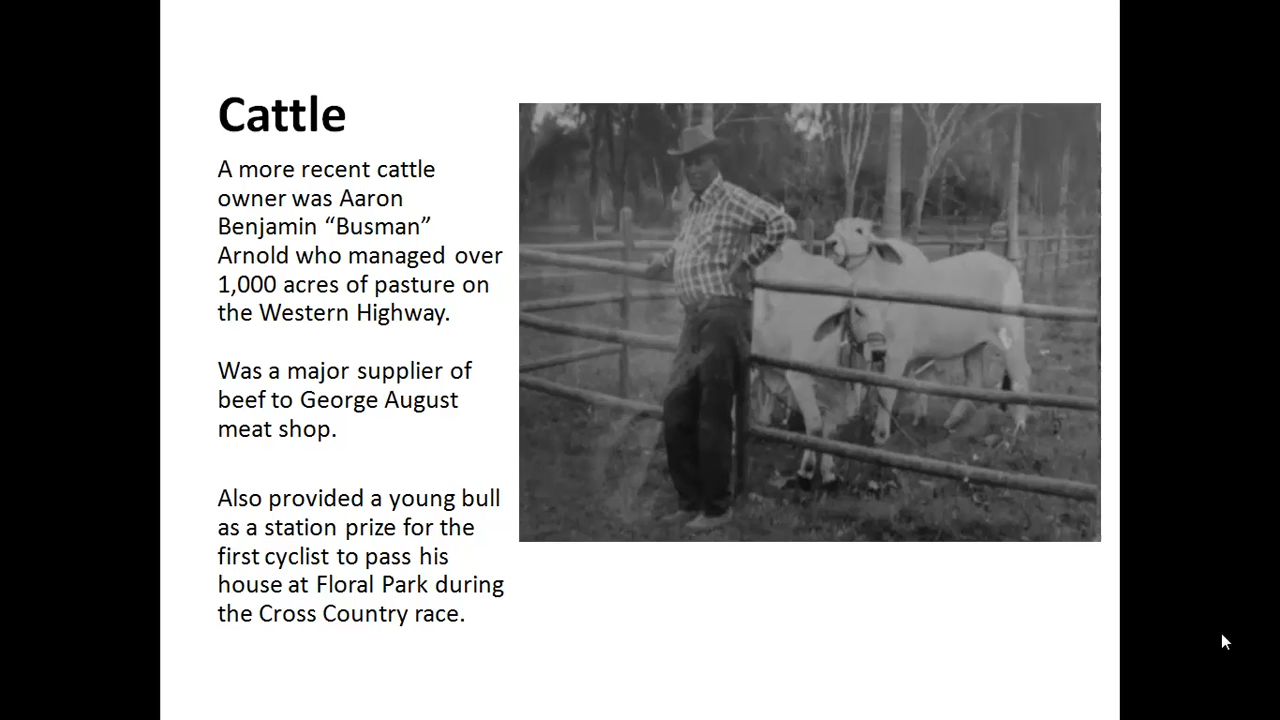 Cattle
A more recent cattle
owner was Aaron
Benjamin “Busman”
Arnold who managed over
1,000 acres of pasture on
the Western Highway.
Was a major supplier of
beef to George August
meat shop.
Also provided a young bull
as a station prize for the
first cyclist to pass his
house at Floral Park during
the Cross Country race.